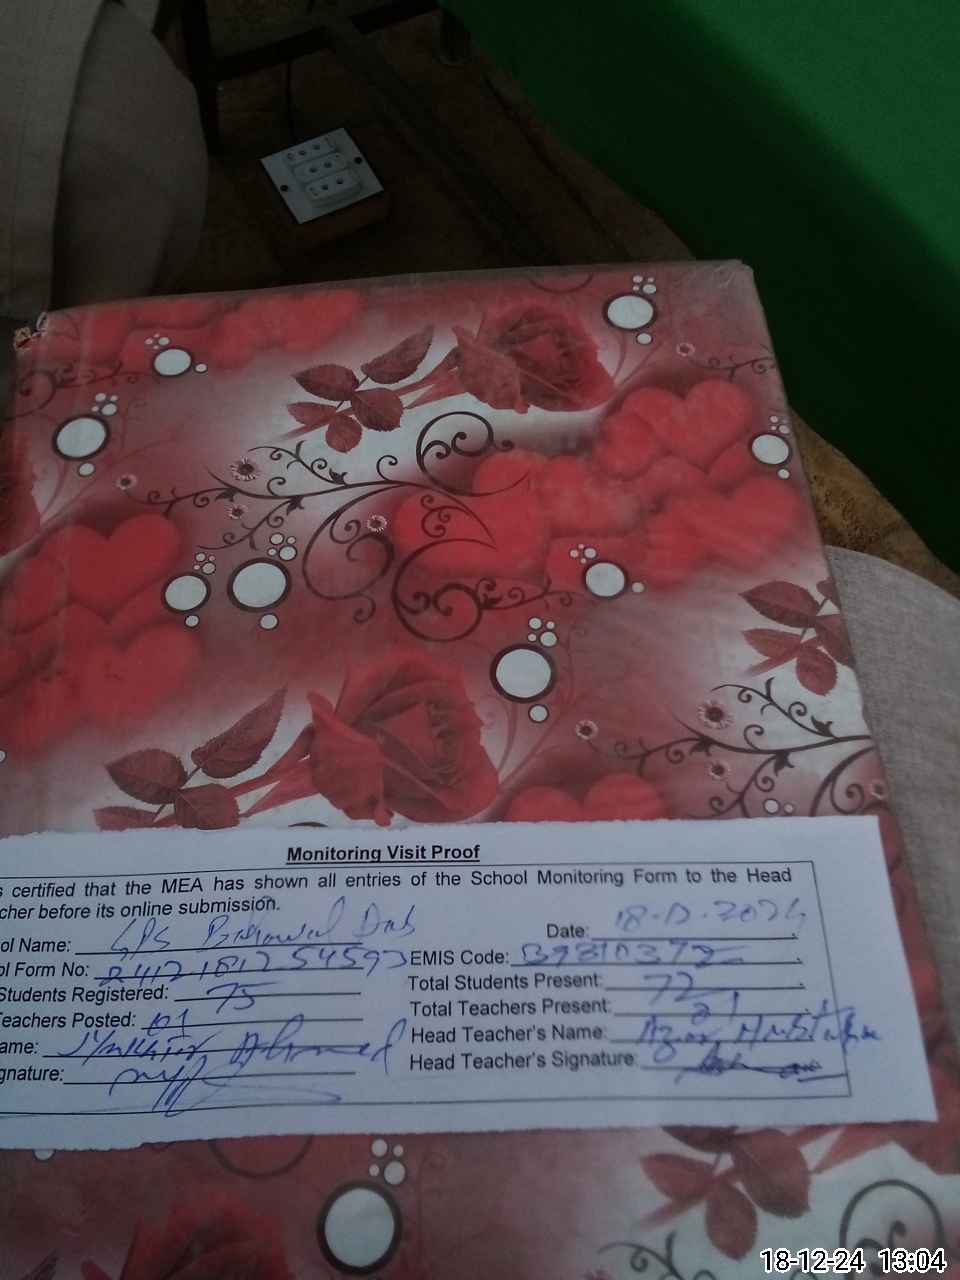 Monitoring Visit Proof
s certified that the MEA has shown all entries of the School Monitoring Form to the Head
cher before its online submission.
ol Name: GPS Bahawal Date: 18-12-2024
ol Form No: EMIS Code:
Students Registered: 75 Total Students Present: 72
eachers Posted: Total Teachers Present:
ame: Ahmed Head Teacher's Name:
gnature: Head Teacher's Signature:
18-12-24 13:04